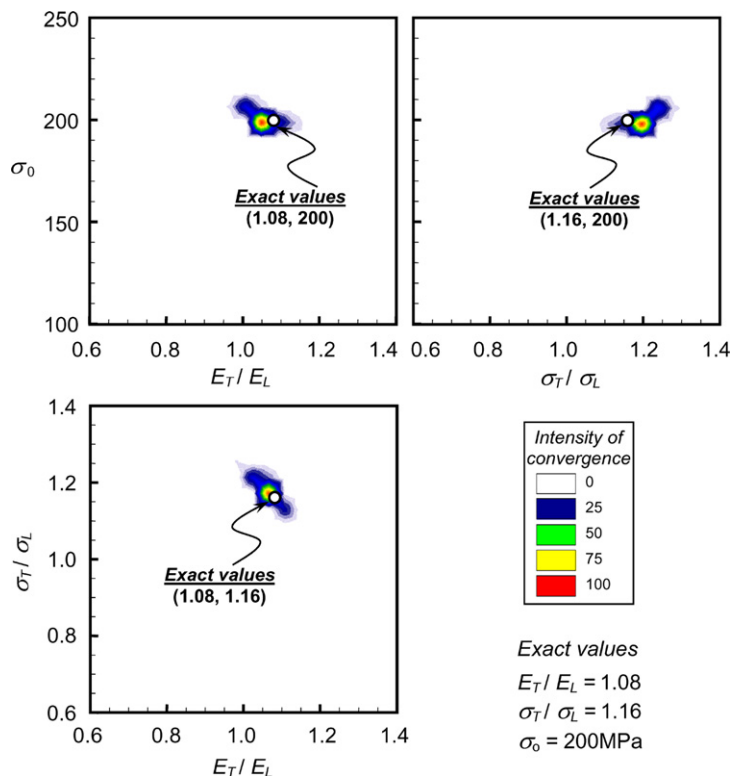 250
200
σ0
150
100
0.6 0.8 1.0 1.2 1.4
ET / EL
Exact values
(1.08, 200)
0.6 0.8 1.0 1.2 1.4
σT / σL
Exact values
(1.16, 200)
1.4
1.2
σT / σL
1.0
0.8
0.6
0.6 0.8 1.0 1.2 1.4
ET / EL
Exact values
(1.08, 1.16)
Intensity of
convergence
0
25
50
75
100
Exact values
ET / EL = 1.08
σT / σL = 1.16
σo = 200MPa